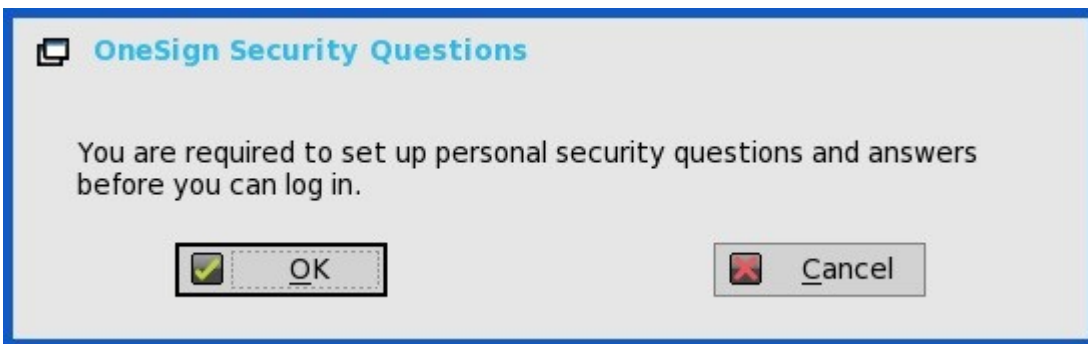 OneSign Security Questions
You are required to set up personal security questions and answers
before you can log in.
OK
Cancel